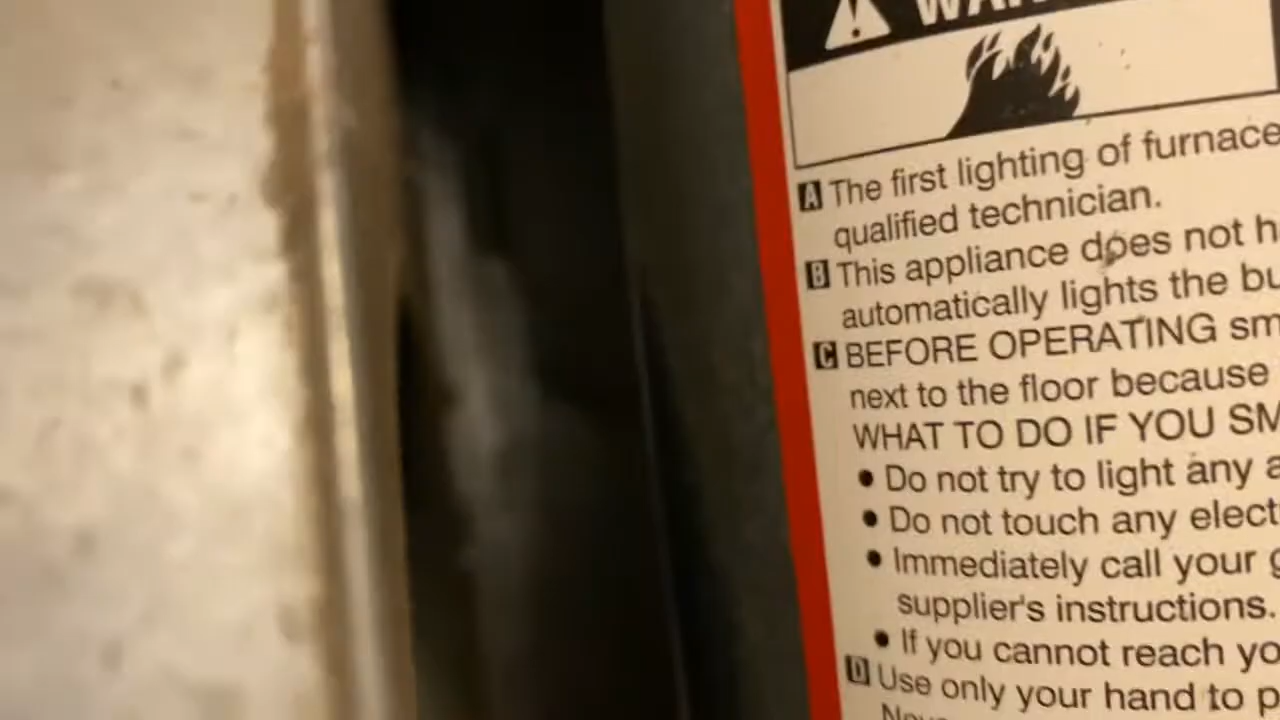 A The first lighting of furnace
qualified technician.
B This appliance does not h
automatically lights the bu
C BEFORE OPERATING sm
next to the floor because
WHAT TO DO IF YOU SM
• Do not try to light any a
• Do not touch any elect
• Immediately call your g
supplier's instructions.
• If you cannot reach yo
D Use only your hand to p